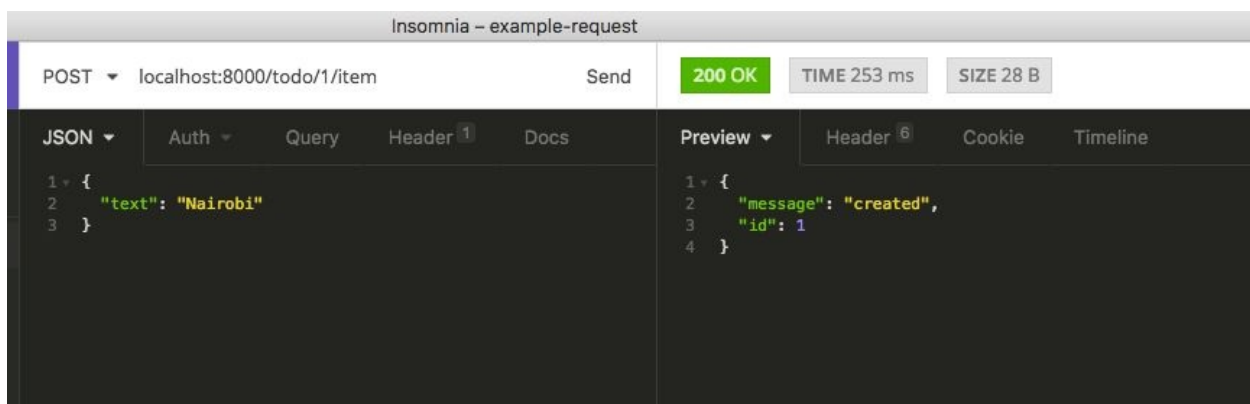 Insomnia – example-request
POST localhost:8000/todo/1/item Send
200 OK TIME 253 ms SIZE 28 B
JSON Auth Query Header 1 Docs
Preview Header 6 Cookie Timeline
1 {
2 "text": "Nairobi"
3 }
1 {
2 "message": "created",
3 "id": 1
4 }